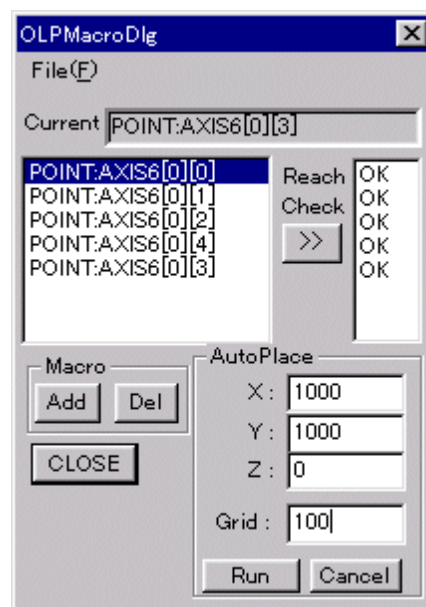 OLPMacroDlg
File(F)
Current POINT:AXIS6[0][3]
POINT:AXIS6[0][0]
POINT:AXIS6[0][1]
POINT:AXIS6[0][2]
POINT:AXIS6[0][4]
POINT:AXIS6[0][3]
Reach
Check
>>
OK
OK
OK
OK
OK
Macro
Add Del
CLOSE
AutoPlace
X : 1000
Y : 1000
Z : 0
Grid : 100
Run Cancel